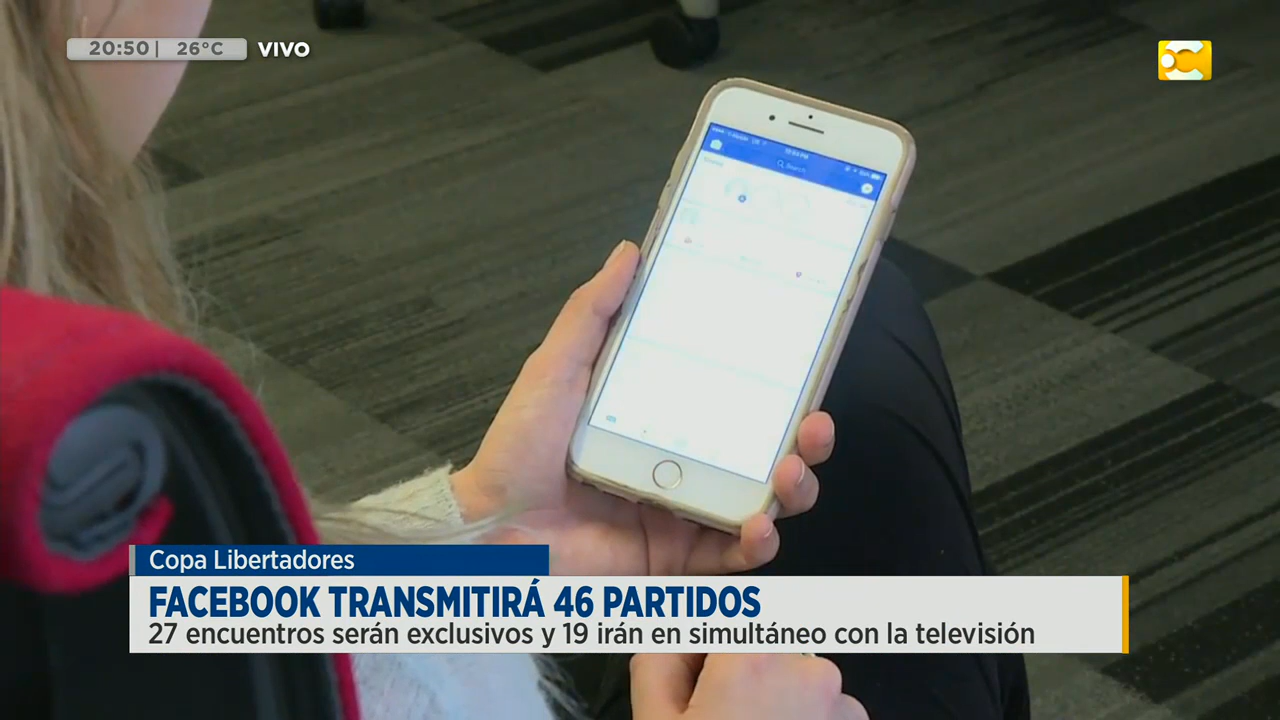 20:50| 26°C VIVO
Search
Copa Libertadores
FACEBOOK TRANSMITIRÁ 46 PARTIDOS
27 encuentros serán exclusivos y 19 irán en simultáneo con la televisión